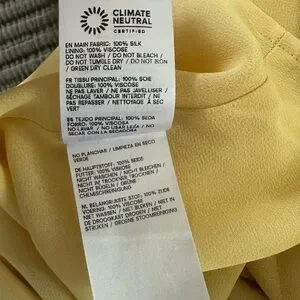 CLIMATE
NEUTRAL
CERTIFIED
EN MAIN FABRIC: 100% SILK
LINING: 100% VISCOSE
DO NOT WASH / DO NOT BLEACH
DO NOT TUMBLE DRY / DO NOT IRON
/ GREEN DRY CLEAN
FR TISSU PRINCIPAL: 100% SOIE
DOUBLURE: 100% VISCOSE
NE PAS LAVER / NE PAS JAVELLISER
/ SÉCHAGE TAMBOUR INTERDIT / NE
PAS REPASSER / NETTOYAGE À SEC
VERT
ES TEJIDO PRINCIPAL: 100% SEDA
FORRO: 100% VISCOSA
NO LAVAR / NO USAR LEJÍA / NO
SECAR CON LA SECADORA
NO PLANCHAR / LIMPIEZA EN SECO
VERDE
DE HAUPTSTOFF: 100% SEIDE
FUTTER: 100% VISKOSE
NICHT WASCHEN / NICHT BLEICHEN /
NICHT IM TROCKNER TROCKNEN /
NICHT BÜGELN / GRÜNE
CHEMISCHREINIGUNG
NL BELANGRIJKSTE STOF: 100% ZIJDE
VOERING: 100% VISCOSE
NIET WASSEN / NIET BLEKEN / NIET IN
DE DROOGKAST DROGEN / NIET
STRIJKEN / GROENE STOOMREINIGING